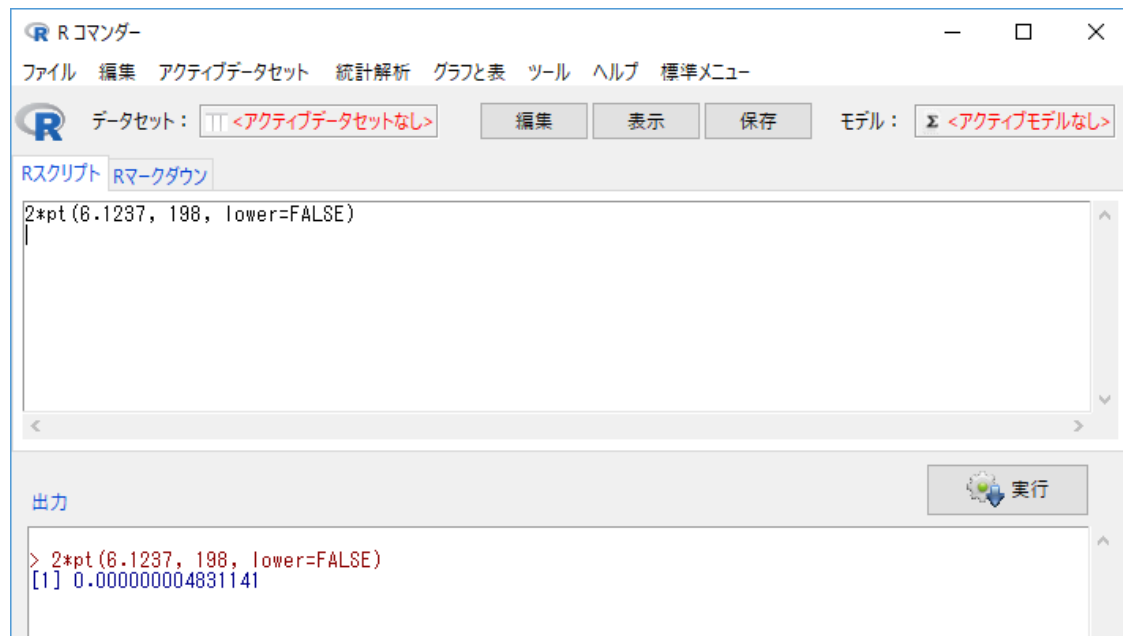 R コマンダー
ファイル 編集 アクティブデータセット 統計解析 グラフと表 ツール ヘルプ 標準メニュー
データセット： <アクティブデータセットなし> 編集 表示 保存 モデル： Σ <アクティブモデルなし>
Rスクリプト Rマークダウン
2*pt(6.1237, 198, lower=FALSE)
実行
出力
> 2*pt(6.1237, 198, lower=FALSE)
[1] 0.000000004831141